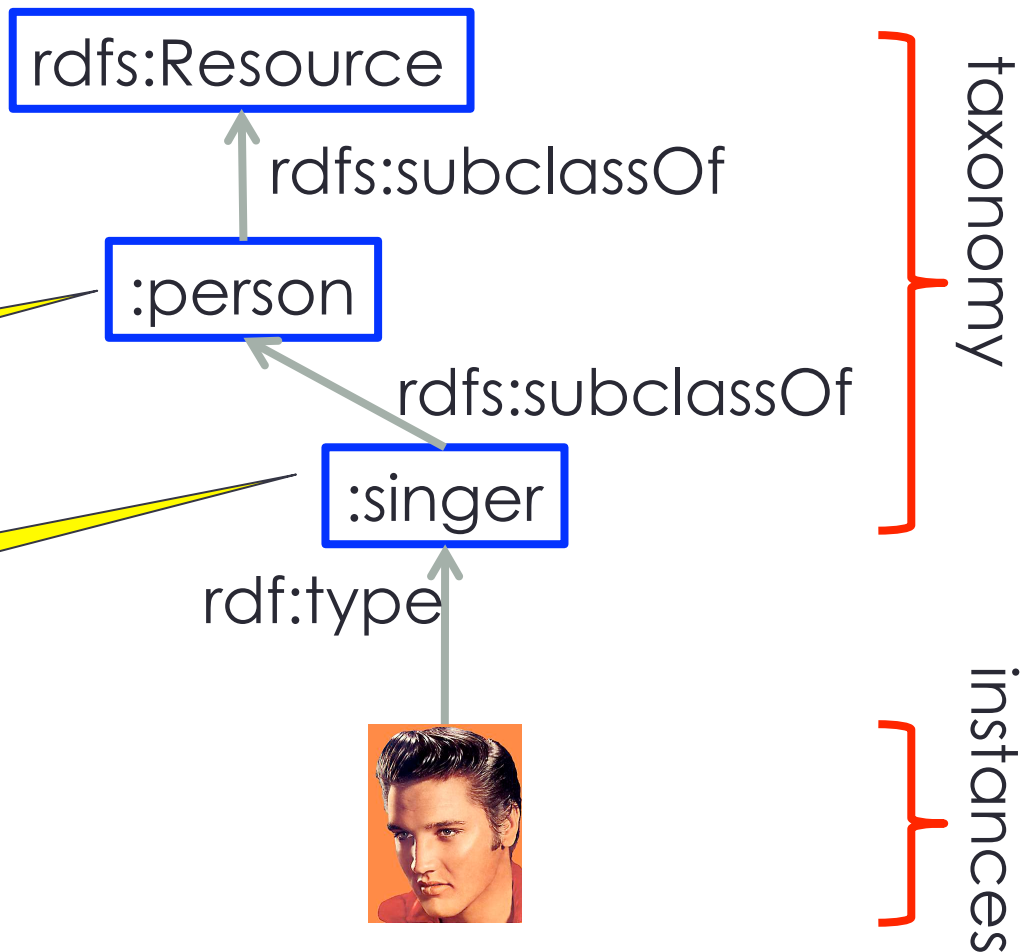 rdfs:Resource
rdfs:subclassOf
:person
rdfs:subclassOf
:singer
rdf:type
taxonomy
instances